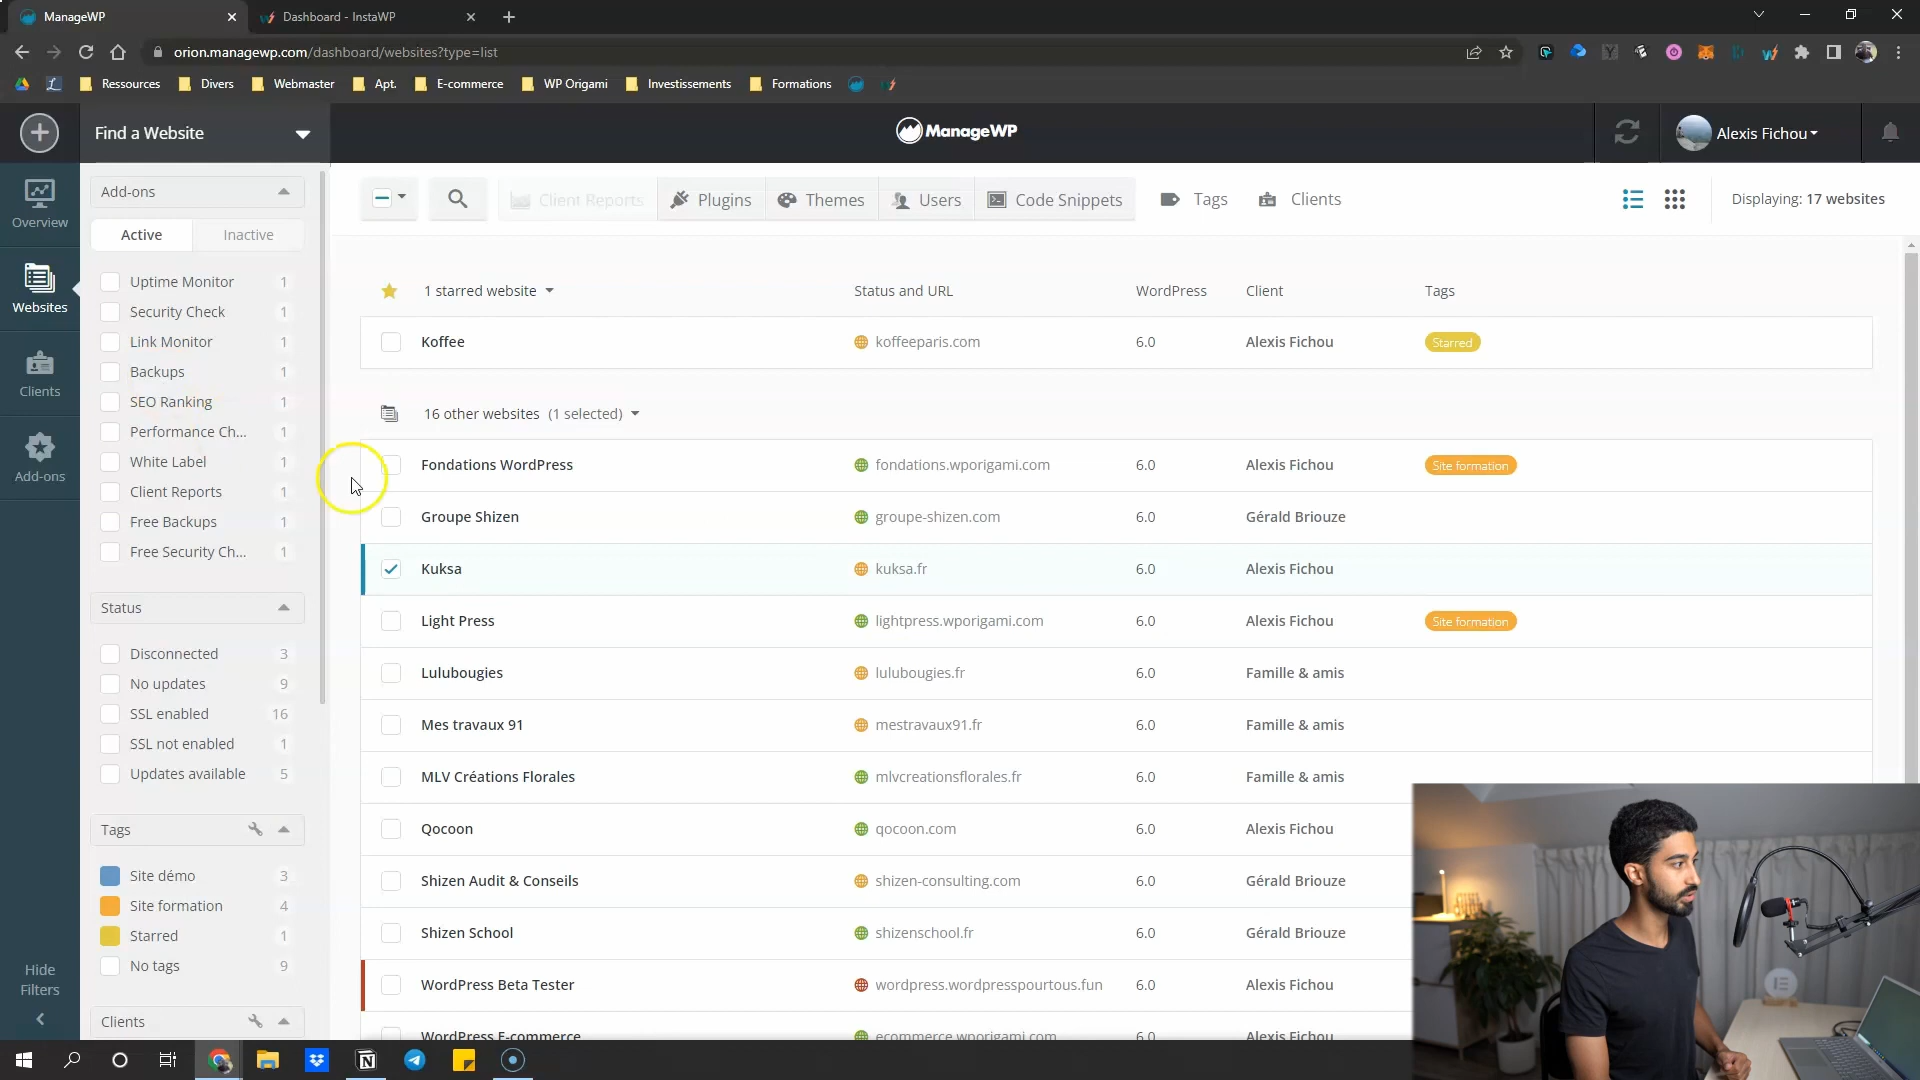 ManageWP
Dashboard - InstaWP
orion.managewp.com/dashboard/websites?type=list
Ressources
Divers
Webmaster
Apt.
E-commerce
WP Origami
Investissements
Formations
Find a Website
ManageWP
Alexis Fichou
Overview
Websites
Clients
Add-ons
Hide
Filters
Add-ons
Active
Inactive
Uptime Monitor 1
Security Check 1
Link Monitor 1
Backups 1
SEO Ranking 1
Performance Ch... 1
White Label 1
Client Reports 1
Free Backups 1
Free Security Ch... 1
Status
Disconnected 3
No updates 9
SSL enabled 16
SSL not enabled 1
Updates available 5
Tags
Site démo 3
Site formation 4
Starred 1
No tags 9
Clients
Client Reports
Plugins
Themes
Users
Code Snippets
Tags
Clients
Displaying: 17 websites
1 starred website Status and URL WordPress Client Tags
Koffee koffeeparis.com 6.0 Alexis Fichou Starred
16 other websites (1 selected)
Fondations WordPress fondations.wporigami.com 6.0 Alexis Fichou Site formation
Groupe Shizen groupe-shizen.com 6.0 Gérald Briouze
Kuksa kuksa.fr 6.0 Alexis Fichou
Light Press lightpress.wporigami.com 6.0 Alexis Fichou Site formation
Lulubougies lulubougies.fr 6.0 Famille & amis
Mes travaux 91 mestravaux91.fr 6.0 Famille & amis
MLV Créations Florales mlvcreationsflorales.fr 6.0 Famille & amis
Qocoon qocoon.com 6.0 Alexis Fichou
Shizen Audit & Conseils shizen-consulting.com 6.0 Gérald Briouze
Shizen School shizenschool.fr 6.0 Gérald Briouze
WordPress Beta Tester wordpress.wordpresspourtous.fun 6.0 Alexis Fichou
WordPress E-commerce ecommerce.wporigami.com 6.0 Alexis Fichou